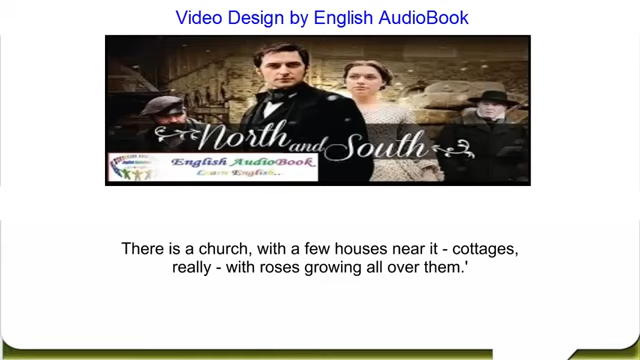 Video Design by English AudioBook
North and South
English AudioBook
Learn English...
There is a church, with a few houses near it - cottages,
really - with roses growing all over them.'